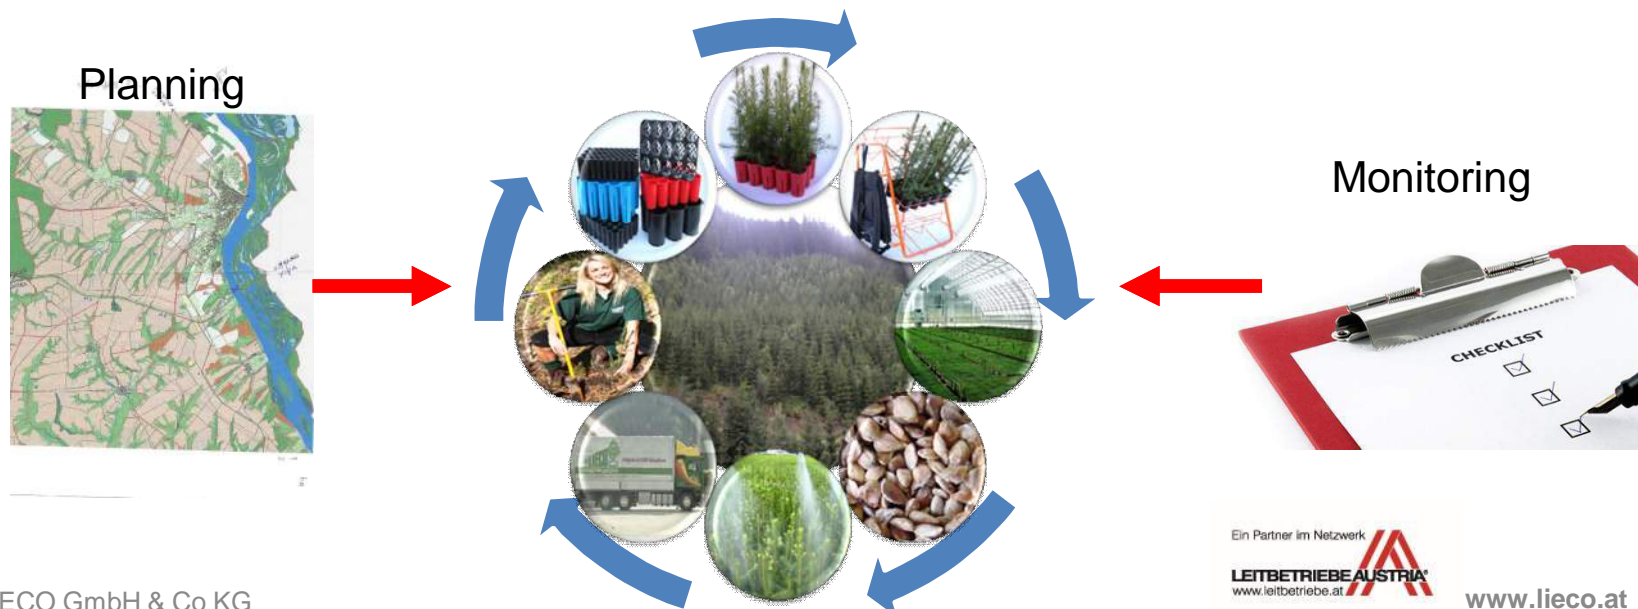 Planning
Monitoring
CHECKLIST
Ein Partner im Netzwerk
LEITBETRIEBE AUSTRIA®
www.leitbetriebe.at
ECO GmbH & Co KG
www.lieco.at